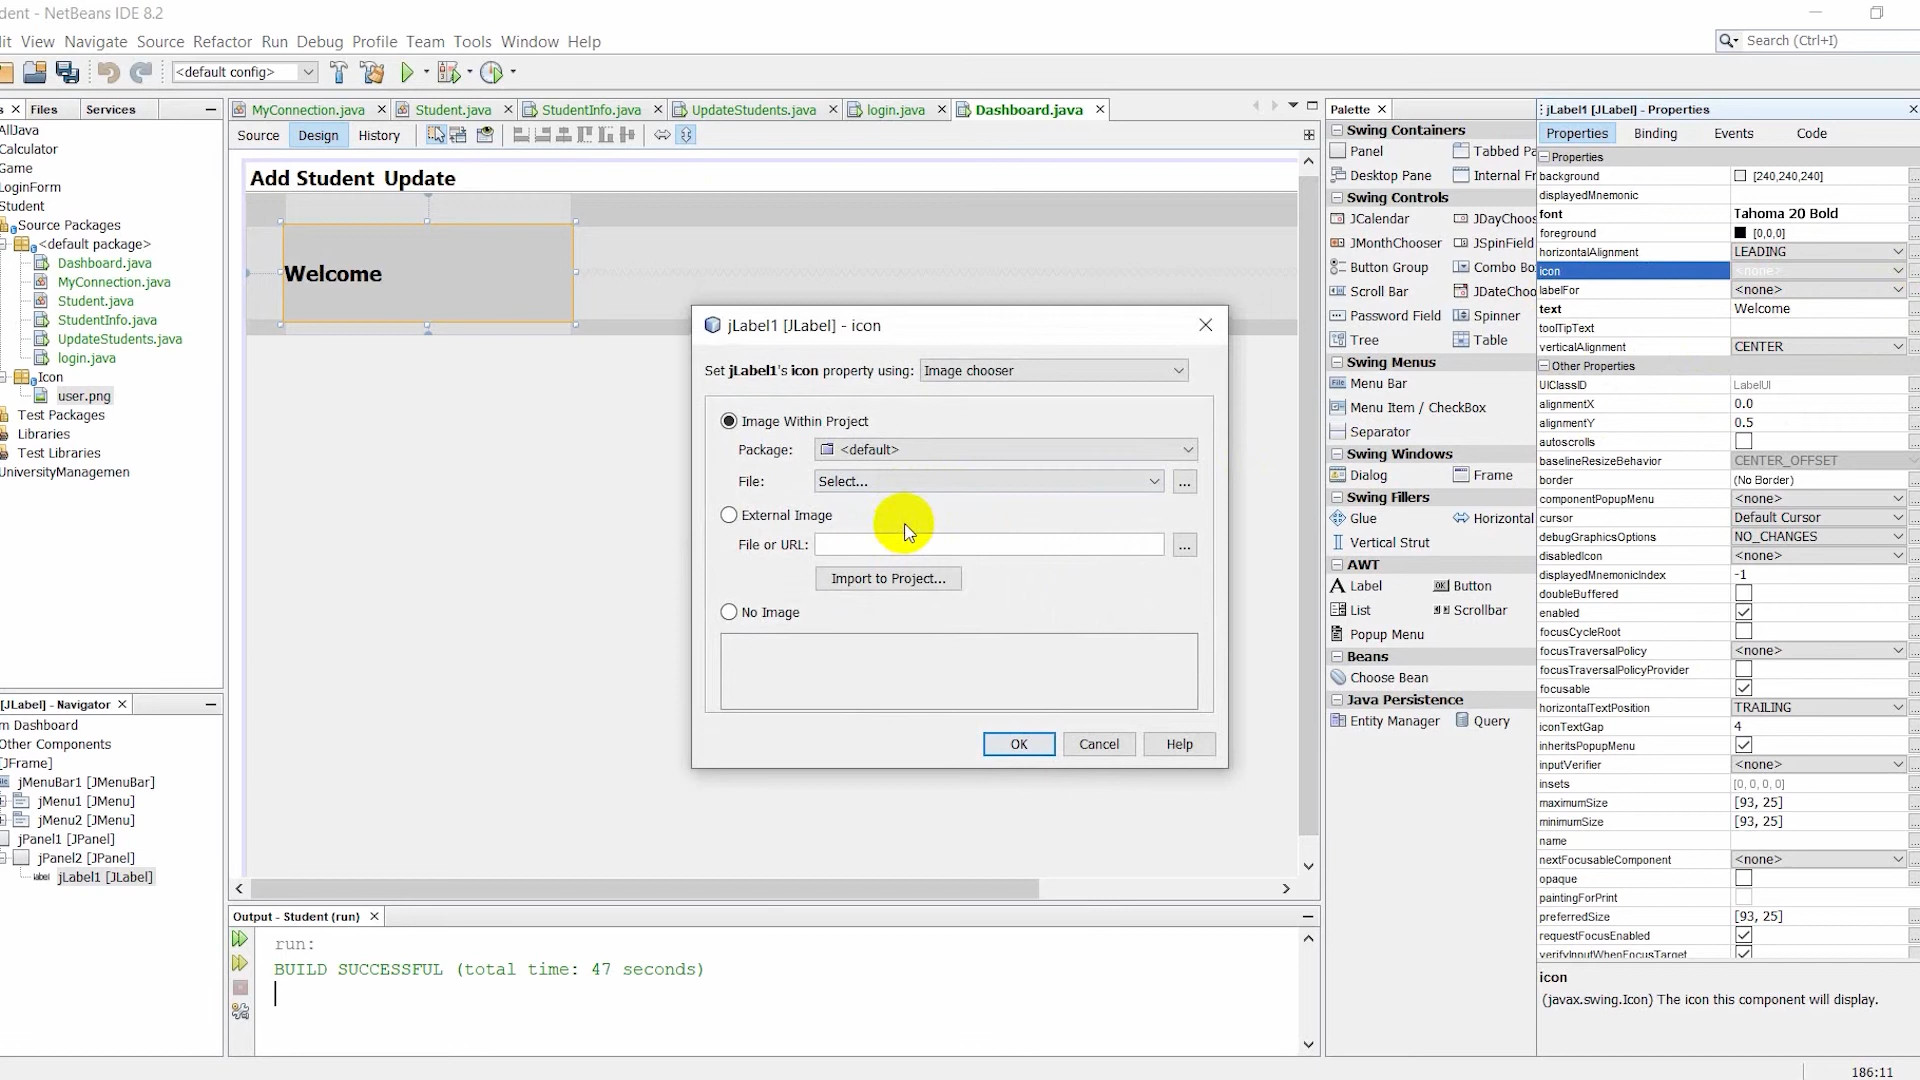 dent - NetBeans IDE 8.2
it View Navigate Source Refactor Run Debug Profile Team Tools Window Help
Search (Ctrl+I)
<default config>
s Files Services
AllJava
Calculator
Game
LoginForm
Student
Source Packages
<default package>
Dashboard.java
MyConnection.java
Student.java
StudentInfo.java
UpdateStudents.java
login.java
Icon
user.png
Test Packages
Libraries
Test Libraries
UniversityManagemen
[JLabel] - Navigator
m Dashboard
Other Components
[JFrame]
jMenuBar1 [JMenuBar]
jMenu1 [JMenu]
jMenu2 [JMenu]
jPanel1 [JPanel]
jPanel2 [JPanel]
label jLabel1 [JLabel]
MyConnection.java Student.java StudentInfo.java UpdateStudents.java login.java Dashboard.java
Source Design History
Add Student Update
Welcome
jLabel1 [JLabel] - icon
Set jLabel1's icon property using: Image chooser
Image Within Project
Package: <default>
File: Select... ...
External Image
File or URL: ...
Import to Project...
No Image
OK Cancel Help
Output - Student (run)
run:
BUILD SUCCESSFUL (total time: 47 seconds)
Palette
Swing Containers
Panel Tabbed Pa
Desktop Pane Internal Fr
Swing Controls
JCalendar JDayChoos
JMonthChooser JSpinField
Button Group Combo Bo
Scroll Bar JDateChoo
Password Field Spinner
Tree Table
Swing Menus
Menu Bar
Menu Item / CheckBox
Separator
Swing Windows
Dialog Frame
Swing Fillers
Glue Horizontal
Vertical Strut
AWT
Label Button
List Scrollbar
Popup Menu
Beans
Choose Bean
Java Persistence
Entity Manager Query
jLabel1 [JLabel] - Properties
Properties Binding Events Code
Properties
background [240,240,240]
displayedMnemonic
font Tahoma 20 Bold
foreground [0,0,0]
horizontalAlignment LEADING
icon <none>
labelFor <none>
text Welcome
toolTipText
verticalAlignment CENTER
Other Properties
UIClassID LabelUI
alignmentX 0.0
alignmentY 0.5
autoscrolls
baselineResizeBehavior CENTER_OFFSET
border (No Border)
componentPopupMenu <none>
cursor Default Cursor
debugGraphicsOptions NO_CHANGES
disabledIcon <none>
displayedMnemonicIndex -1
doubleBuffered
enabled
focusCycleRoot
focusTraversalPolicy <none>
focusTraversalPolicyProvider
focusable
horizontalTextPosition TRAILING
iconTextGap 4
inheritsPopupMenu
inputVerifier <none>
insets [0, 0, 0, 0]
maximumSize [93, 25]
minimumSize [93, 25]
name
nextFocusableComponent <none>
opaque
paintingForPrint
preferredSize [93, 25]
requestFocusEnabled
verifyInputWhenFocusTarget
icon
(javax.swing.Icon) The icon this component will display.
186:11